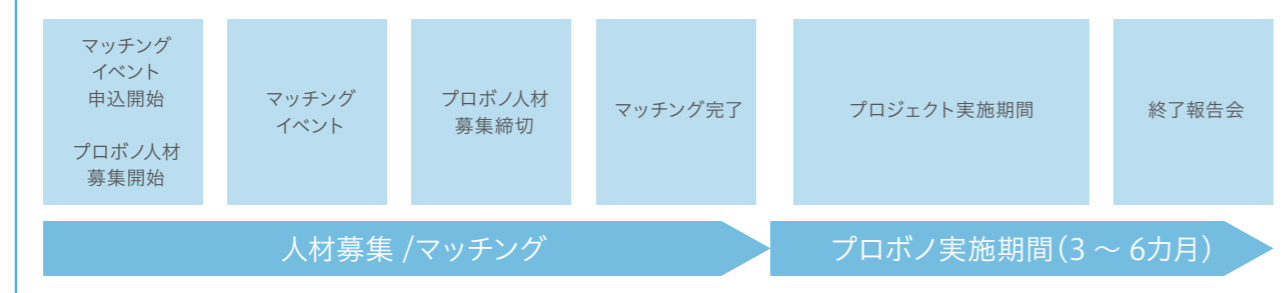 マッチング
イベント
申込開始
プロボノ人材
募集開始
マッチング
イベント
プロボノ人材
募集締切
マッチング完了
プロジェクト実施期間
終了報告会
人材募集 /マッチング
プロボノ実施期間(3 〜 6カ月)